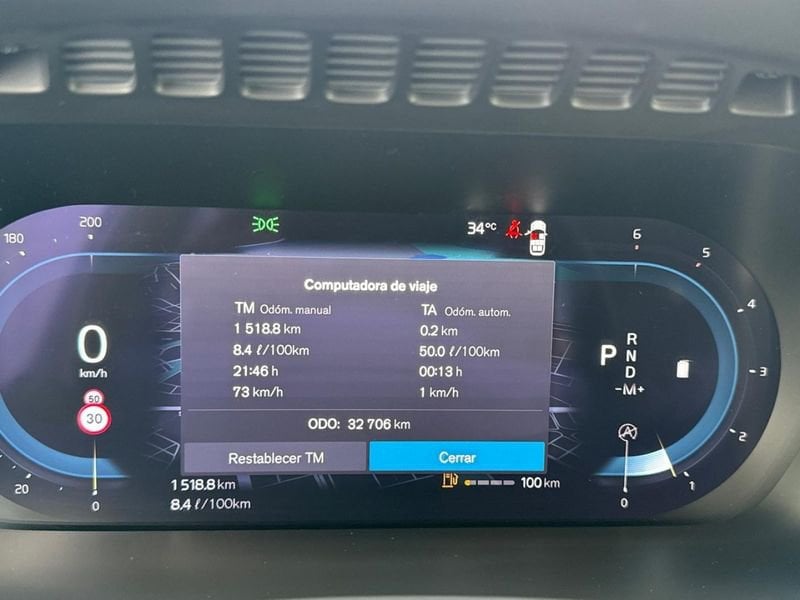 200
180
34°C
6
5
4
3
2
1
0
Computadora de viaje
TM Odóm. manual
TA Odóm. autom.
1 518.8 km
0.2 km
8.4 ℓ/100km
50.0 ℓ/100km
21:46 h
00:13 h
73 km/h
1 km/h
ODO: 32 706 km
Restablecer TM
Cerrar
0
km/h
50
30
20
0
P
R
N
D
-M+
A
1 518.8 km
8.4 ℓ/100km
100 km